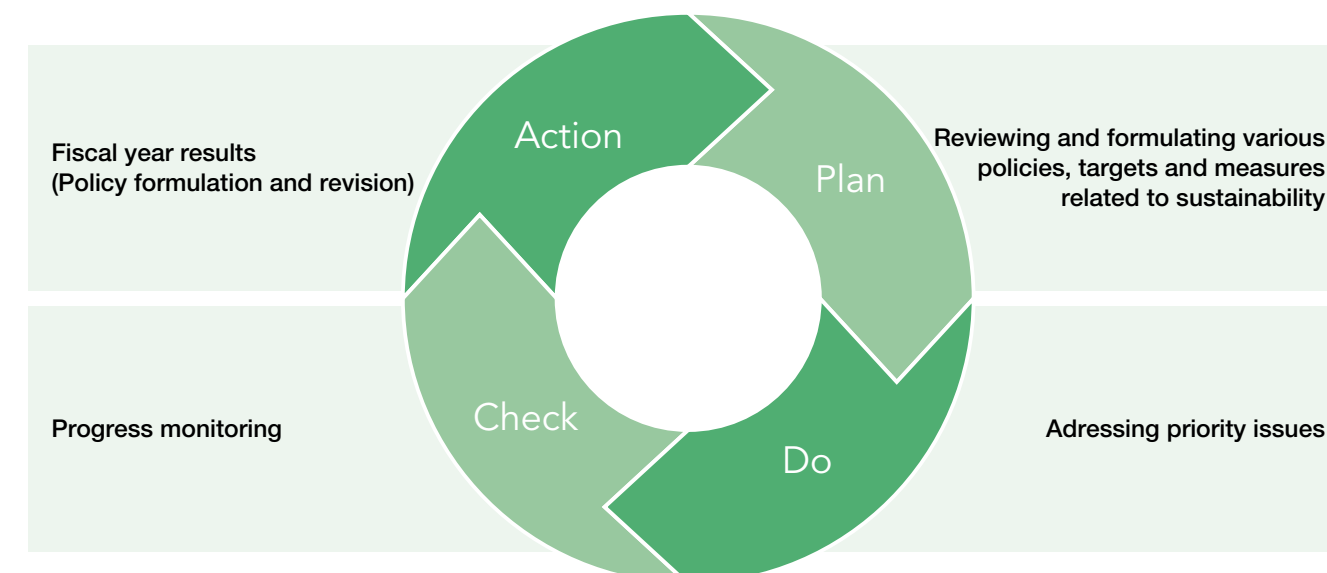 Action
Plan
Fiscal year results
(Policy formulation and revision)
Reviewing and formulating various
policies, targets and measures
related to sustainability
Check
Do
Progress monitoring
Adressing priority issues